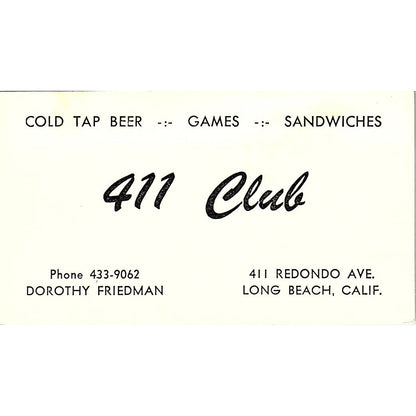 COLD TAP BEER -:- GAMES -:- SANDWICHES
411 Club
Phone 433-9062
DOROTHY FRIEDMAN
411 REDONDO AVE.
LONG BEACH, CALIF.